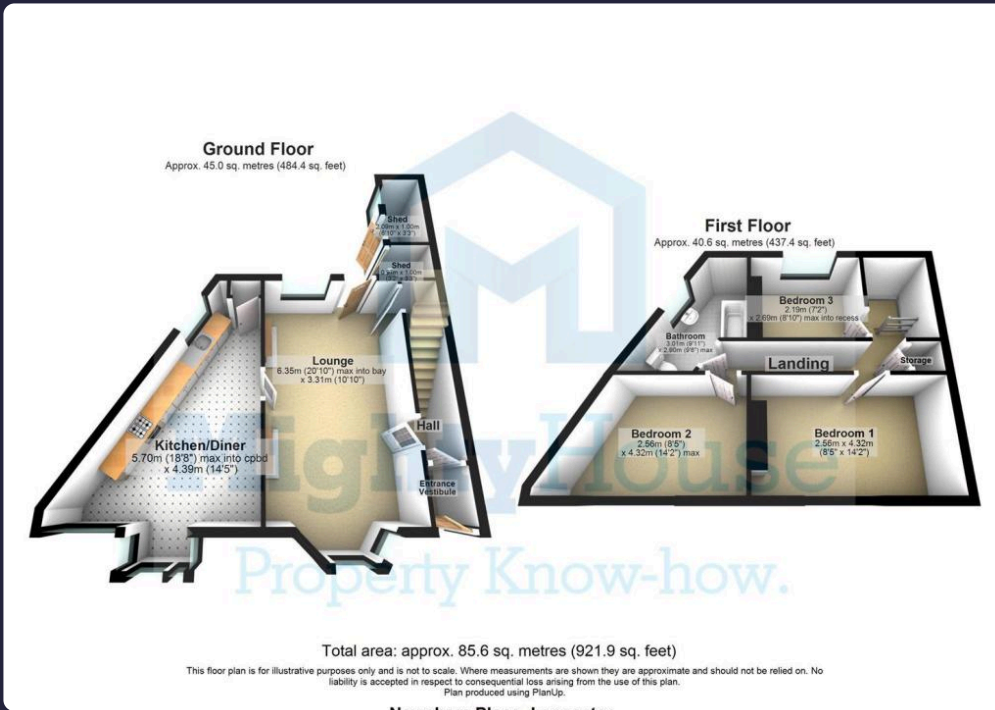 Ground Floor
Approx. 45.0 sq. metres (484.4 sq. feet)
Shed
1.00m
Shed
x 1.00m
Lounge
6.35m (20'10") max into bay
x 3.31m (10'10")
Kitchen/Diner
5.70m (18'8") max into cpbd
x 4.39m (14'5")
Hall
Entrance
Vestibule
First Floor
Approx. 40.6 sq. metres (437.4 sq. feet)
Bedroom 3
2.19m (7'2")
x 2.69m (8'10") max into recess
Bathroom
3.01m (9'11")
max
Landing
Storage
Bedroom 2
2.56m (8'5")
x 4.32m (14'2") max
Bedroom 1
2.56m x 4.32m
(8'5" x 14'2")
MightyHouse
Property Know-how.
Total area: approx. 85.6 sq. metres (921.9 sq. feet)
This floor plan is for illustrative purposes only and is not to scale. Where measurements are shown they are approximate and should not be relied on. No
liability is accepted in respect to consequential loss arising from the use of this plan.
Plan produced using PlanUp.